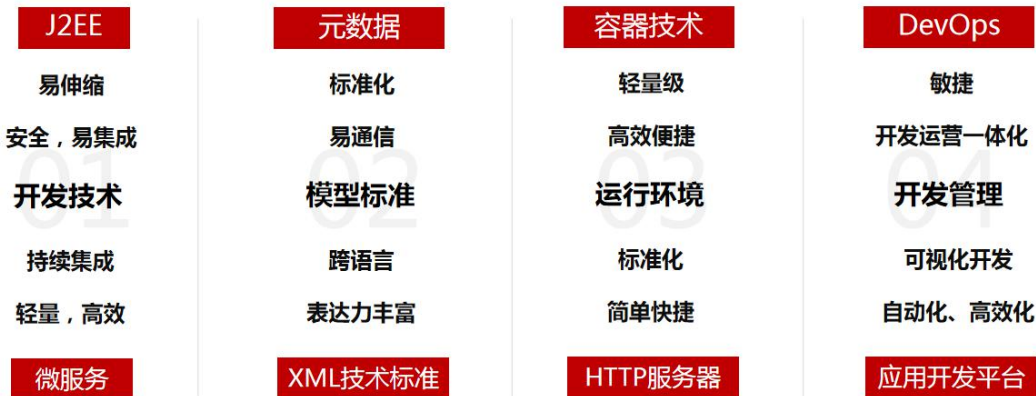 J2EE
易伸缩
安全，易集成
01
开发技术
持续集成
轻量，高效
微服务
元数据
标准化
易通信
02
模型标准
跨语言
表达力丰富
XML技术标准
容器技术
轻量级
高效便捷
03
运行环境
标准化
简单快捷
HTTP服务器
DevOps
敏捷
开发运营一体化
04
开发管理
可视化开发
自动化、高效化
应用开发平台